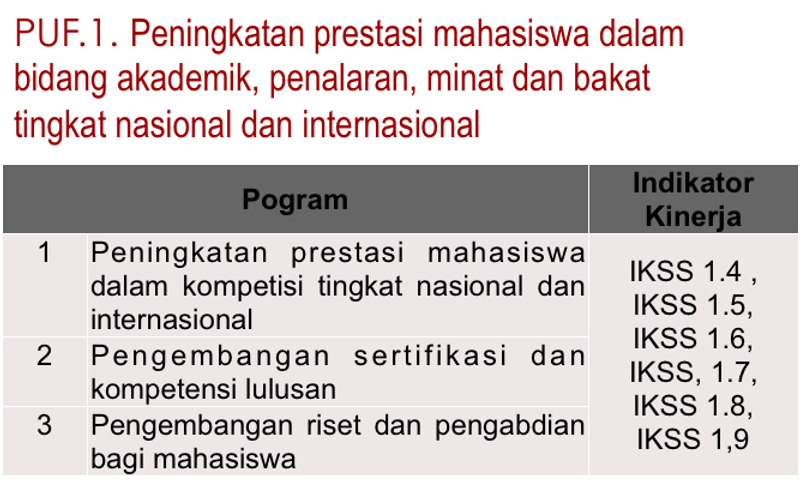 PUF.1. Peningkatan prestasi mahasiswa dalam
bidang akademik, penalaran, minat dan bakat
tingkat nasional dan internasional
Pogram
Indikator
Kinerja
1
Peningkatan prestasi mahasiswa
dalam kompetisi tingkat nasional dan
internasional
2
Pengembangan sertifikasi dan
kompetensi lulusan
3
Pengembangan riset dan pengabdian
bagi mahasiswa
IKSS 1.4 ,
IKSS 1.5,
IKSS 1.6,
IKSS, 1.7,
IKSS 1.8,
IKSS 1,9